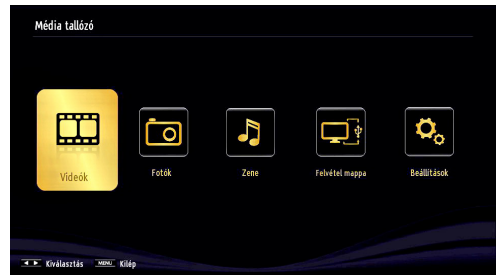 Média tallózó
Videók
Fotók
Zene
Felvétel mappa
Beállítások
Kiválasztás MENU Kilép